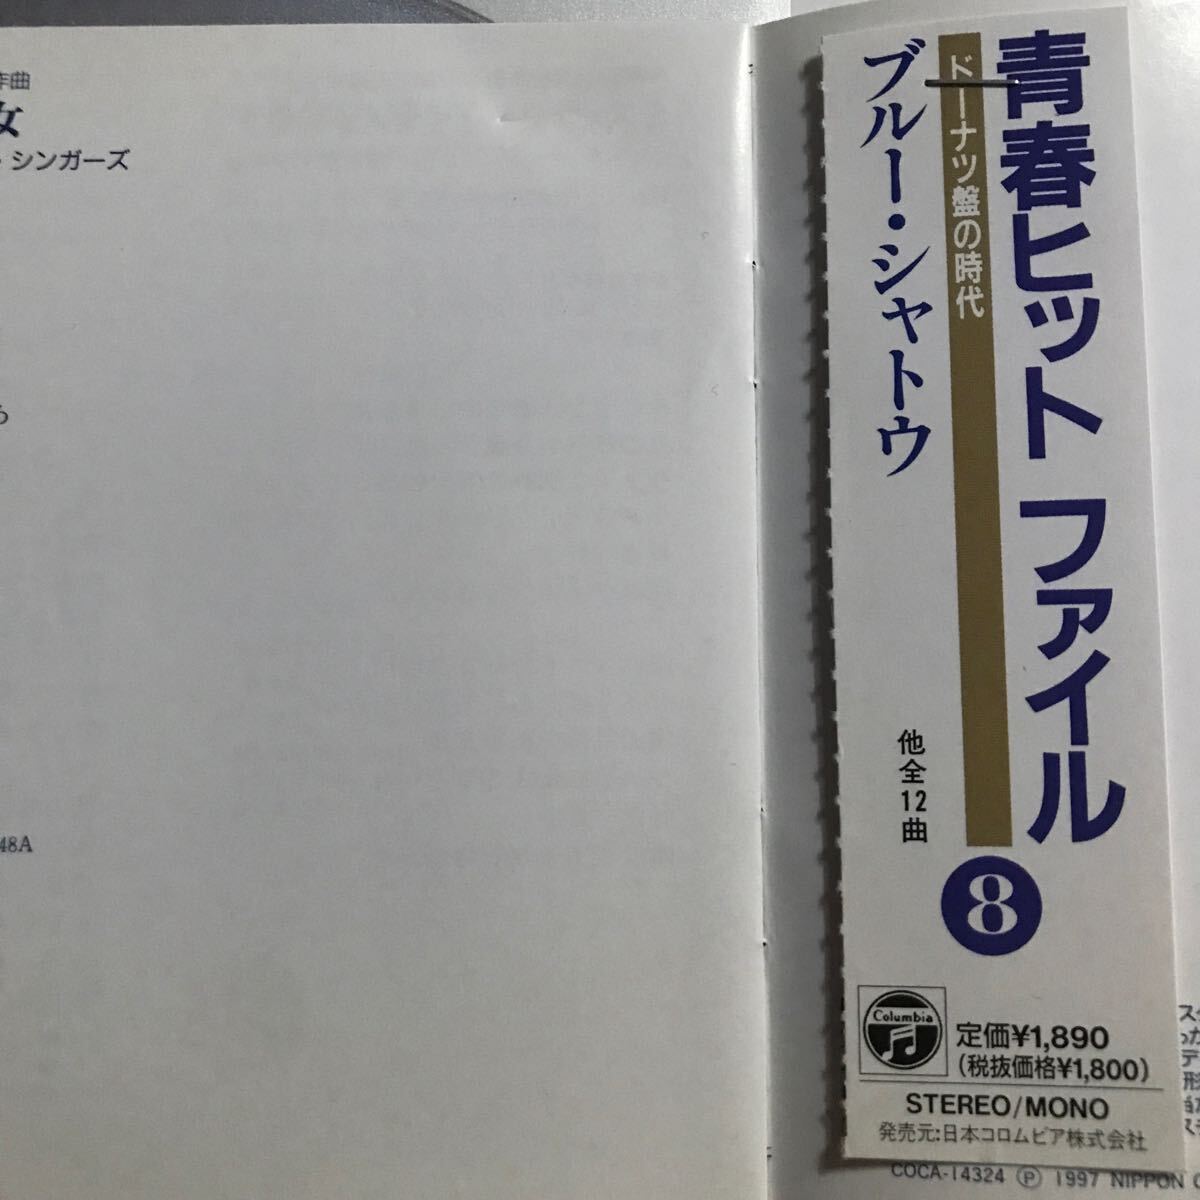 青春ヒット ファイル
ドーナツ盤の時代
ブルー・シャトウ
他全12曲
8
Columbia
定価¥1,890
(税抜価格¥1,800)
STEREO/MONO
発売元:日本コロムビア株式会社
COCA-14324 Ⓟ 1997 NIPPON
作曲
女
・シンガーズ
ら
48A